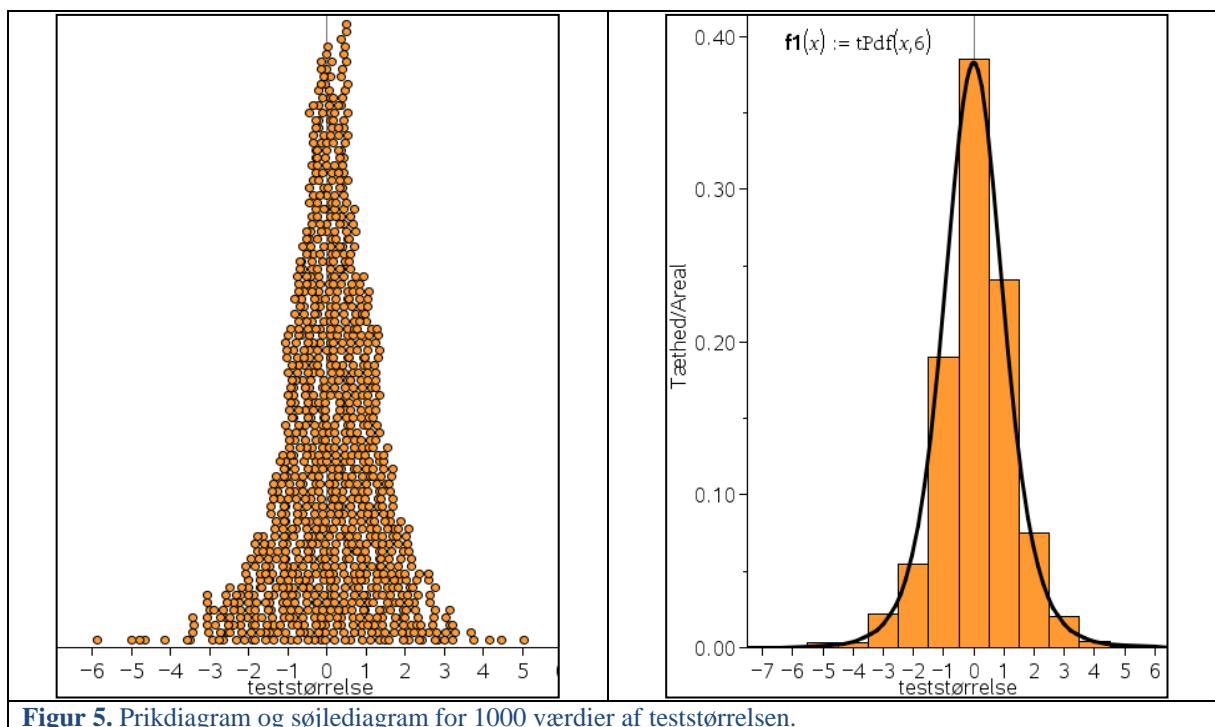 −6 −5 −4 −3 −2 −1 0 1 2 3 4 5
teststørrelse
f1(x) := tPdf(x,6)
0.40
0.30
0.20
0.10
0.00
Tæthed/Areal
−7 −6 −5 −4 −3 −2 −1 0 1 2 3 4 5 6
teststørrelse
Figur 5. Prikdiagram og søjlediagram for 1000 værdier af teststørrelsen.